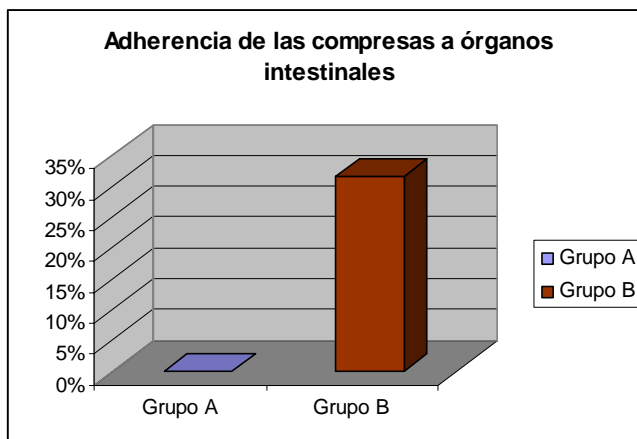 Adherencia de las compresas a órganos
intestinales
35%
30%
25%
20%
15%
10%
5%
0%
Grupo A
Grupo B
Grupo A
Grupo B